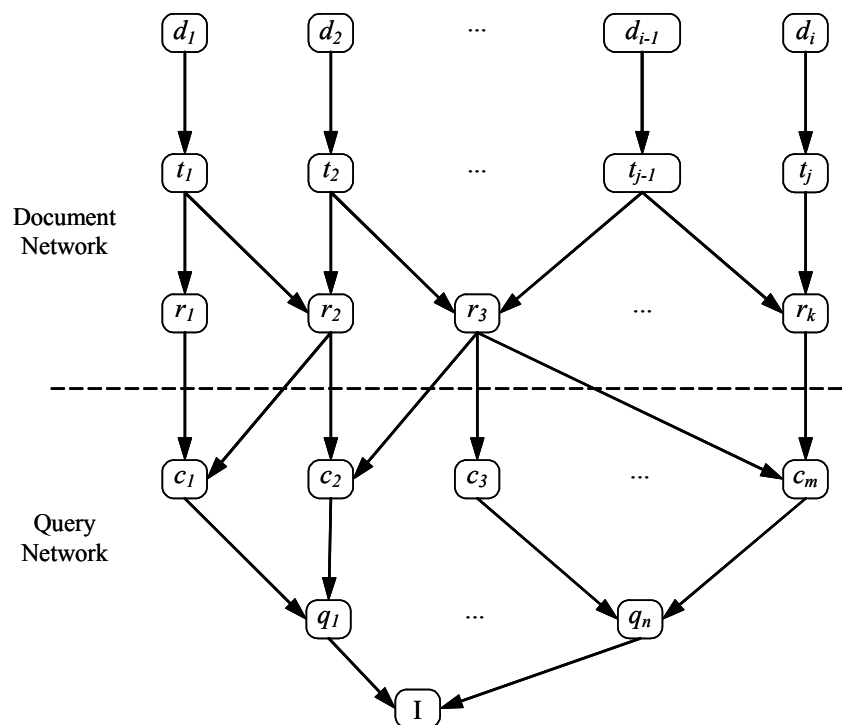 d1 d2 ... di-1 di
t1 t2 ... tj-1 tj
Document
Network
r1 r2 r3 ... rk
c1 c2 c3 ... cm
Query
Network
q1 ... qn
I